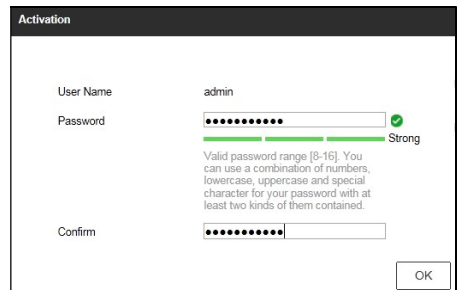 Activation
User Name admin
Password •••••••••••
Strong
Valid password range [8-16]. You
can use a combination of numbers,
lowercase, uppercase and special
character for your password with at
least two kinds of them contained.
Confirm •••••••••••
OK